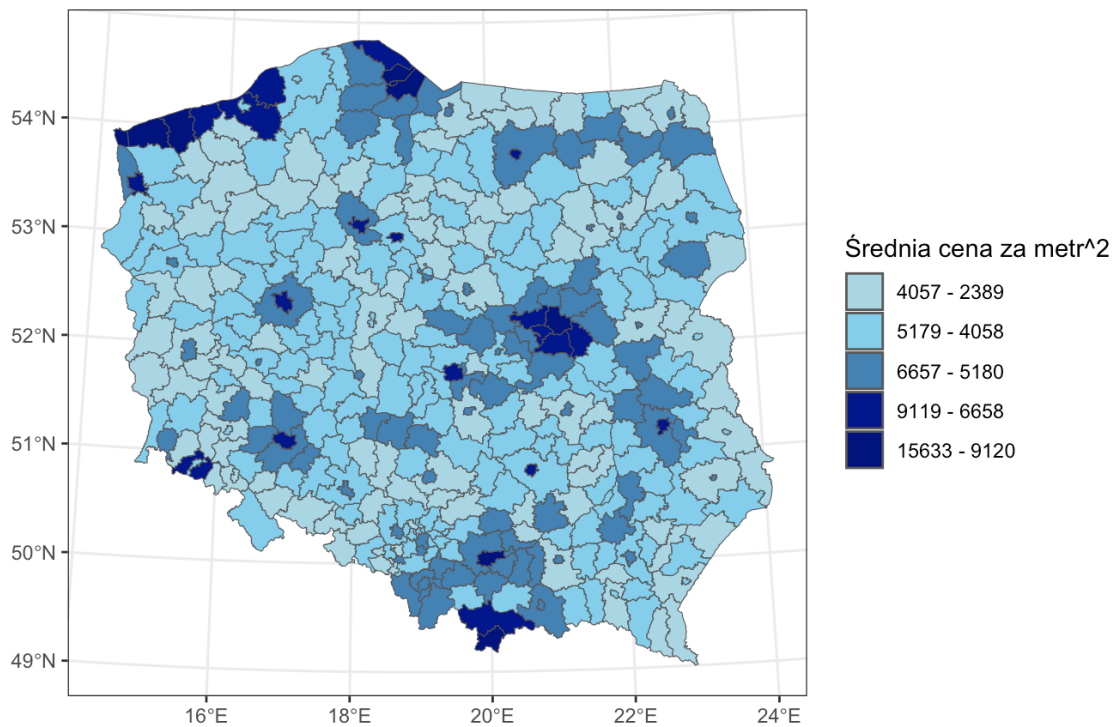 54°N
53°N
52°N
51°N
50°N
49°N
16°E
18°E
20°E
22°E
24°E
Średnia cena za metr^2
4057 - 2389
5179 - 4058
6657 - 5180
9119 - 6658
15633 - 9120